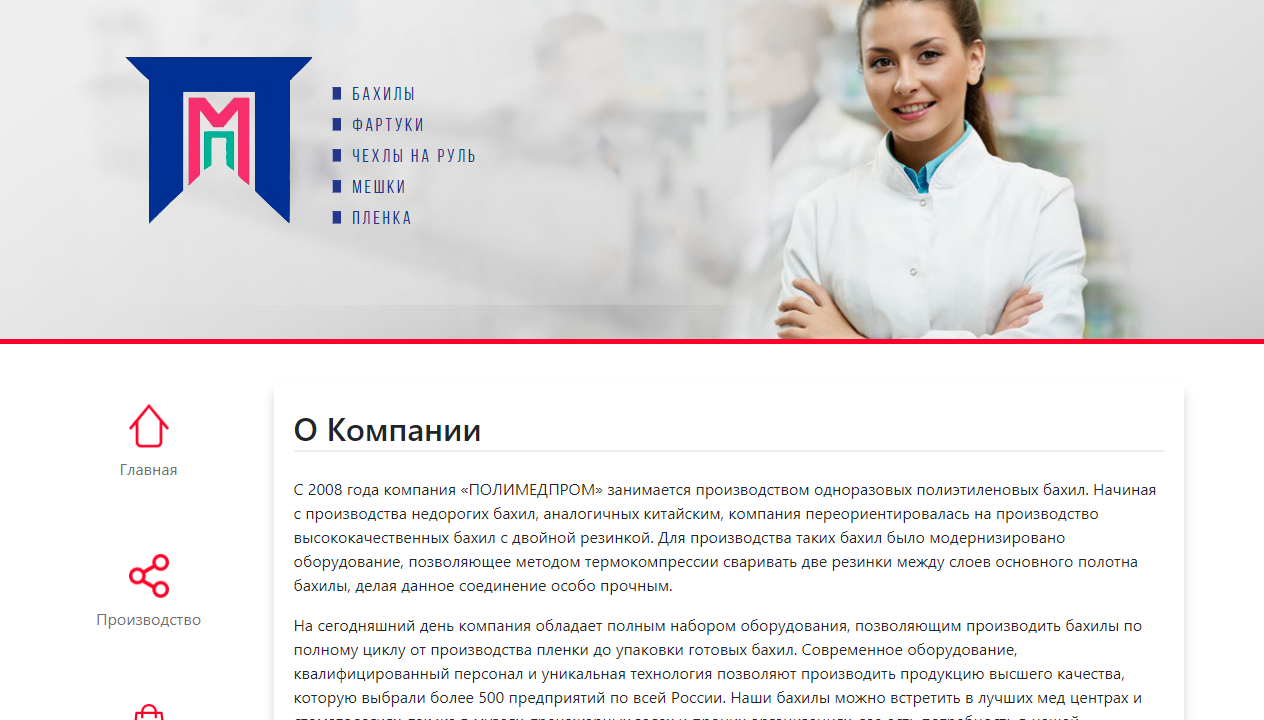 БАХИЛЫ
ФАРТУКИ
ЧЕХЛЫ НА РУЛЬ
МЕШКИ
ПЛЕНКА
Главная
Производство
О Компании
С 2008 года компания «ПОЛИМЕДПРОМ» занимается производством одноразовых полиэтиленовых бахил. Начиная
с производства недорогих бахил, аналогичных китайским, компания переориентировалась на производство
высококачественных бахил с двойной резинкой. Для производства таких бахил было модернизировано
оборудование, позволяющее методом термокомпрессии сваривать две резинки между слоев основного полотна
бахилы, делая данное соединение особо прочным.
На сегодняшний день компания обладает полным набором оборудования, позволяющим производить бахилы по
полному циклу от производства пленки до упаковки готовых бахил. Современное оборудование,
квалифицированный персонал и уникальная технология позволяют производить продукцию высшего качества,
которую выбрали более 500 предприятий по всей России. Наши бахилы можно встретить в лучших мед центрах и